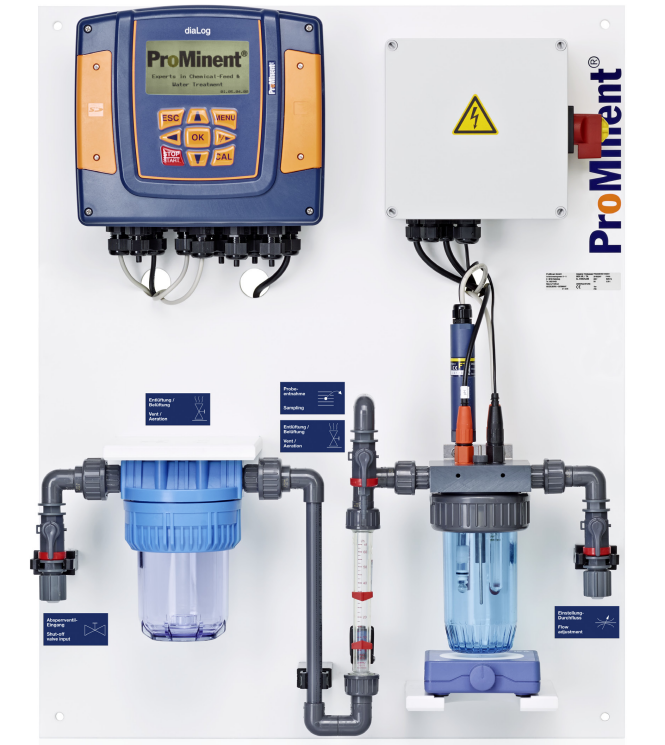 diaLog
ProMinent®
Experts in Chemical-Feed &
Water Treatment
ProMinent
ESC
MENU
OK
STOP
START
CAL
ProMinent®
Entlüftung /
Belüftung
Vent /
Aeration
Probe-
entnahme
Sampling
Entlüftung /
Belüftung
Vent /
Aeration
Absperrventil-
Eingang
Shut-off
valve input
Einstellung-
Durchfluss
Flow
adjustment